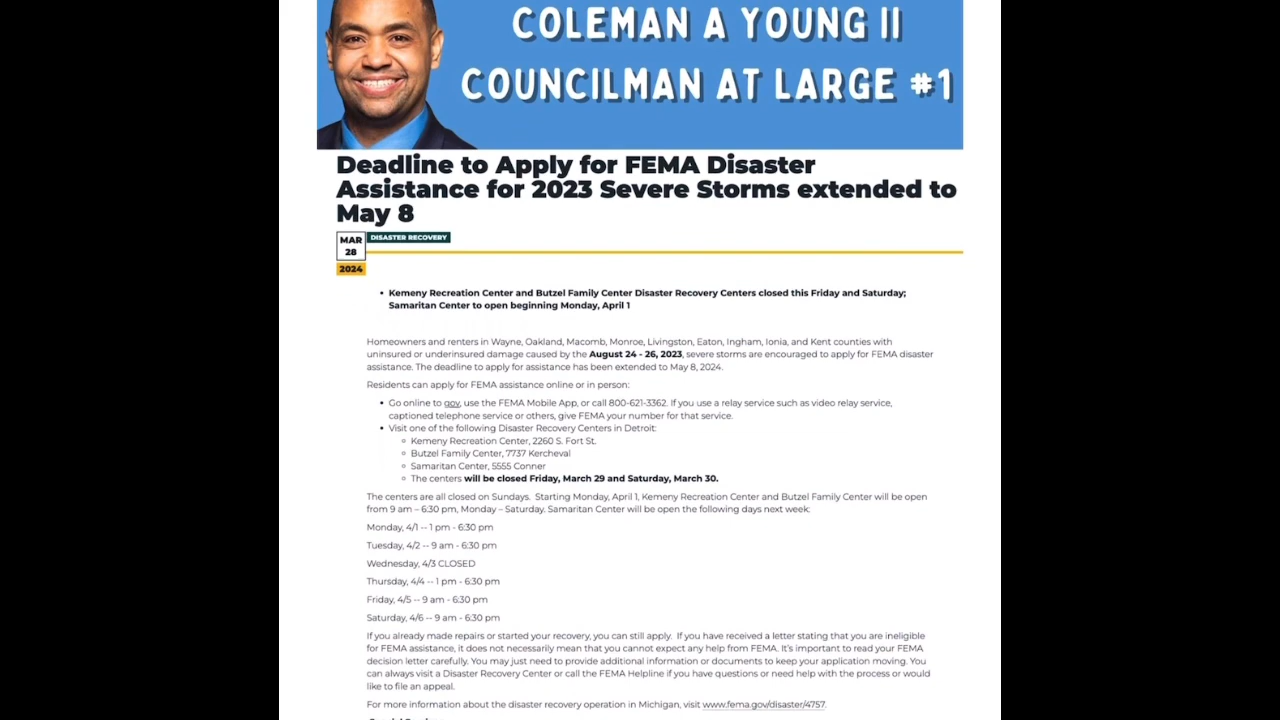 COLEMAN A YOUNG II
COUNCILMAN AT LARGE #1
Deadline to Apply for FEMA Disaster
Assistance for 2023 Severe Storms extended to
May 8
MAR
28
2024
DISASTER RECOVERY
• Kemeny Recreation Center and Butzel Family Center Disaster Recovery Centers closed this Friday and Saturday;
Samaritan Center to open beginning Monday, April 1
Homeowners and renters in Wayne, Oakland, Macomb, Monroe, Livingston, Eaton, Ingham, Ionia, and Kent counties with
uninsured or underinsured damage caused by the August 24 - 26, 2023, severe storms are encouraged to apply for FEMA disaster
assistance. The deadline to apply for assistance has been extended to May 8, 2024.
Residents can apply for FEMA assistance online or in person:
• Go online to gov, use the FEMA Mobile App, or call 800-621-3362. If you use a relay service such as video relay service,
captioned telephone service or others, give FEMA your number for that service.
• Visit one of the following Disaster Recovery Centers in Detroit:
○ Kemeny Recreation Center, 2260 S. Fort St.
○ Butzel Family Center, 7737 Kercheval
○ Samaritan Center, 5555 Conner
○ The centers will be closed Friday, March 29 and Saturday, March 30.
The centers are all closed on Sundays. Starting Monday, April 1, Kemeny Recreation Center and Butzel Family Center will be open
from 9 am – 6:30 pm, Monday – Saturday. Samaritan Center will be open the following days next week:
Monday, 4/1 -- 1 pm - 6:30 pm
Tuesday, 4/2 -- 9 am - 6:30 pm
Wednesday, 4/3 CLOSED
Thursday, 4/4 -- 1 pm - 6:30 pm
Friday, 4/5 -- 9 am - 6:30 pm
Saturday, 4/6 -- 9 am - 6:30 pm
If you already made repairs or started your recovery, you can still apply. If you have received a letter stating that you are ineligible
for FEMA assistance, it does not necessarily mean that you cannot expect any help from FEMA. It's important to read your FEMA
decision letter carefully. You may just need to provide additional information or documents to keep your application moving. You
can always visit a Disaster Recovery Center or call the FEMA Helpline if you have questions or need help with the process or would
like to file an appeal.
For more information about the disaster recovery operation in Michigan, visit www.fema.gov/disaster/4757.